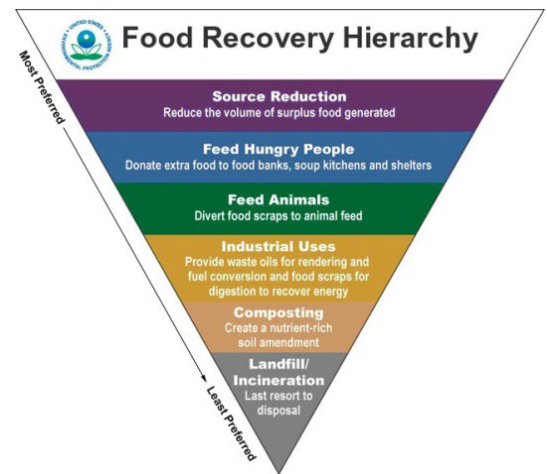 Food Recovery Hierarchy
Most Preferred
Source Reduction
Reduce the volume of surplus food generated
Feed Hungry People
Donate extra food to food banks, soup kitchens and shelters
Feed Animals
Divert food scraps to animal feed
Industrial Uses
Provide waste oils for rendering and
fuel conversion and food scraps for
digestion to recover energy
Composting
Create a nutrient-rich
soil amendment
Landfill/
Incineration
Last resort to
disposal
Least Preferred